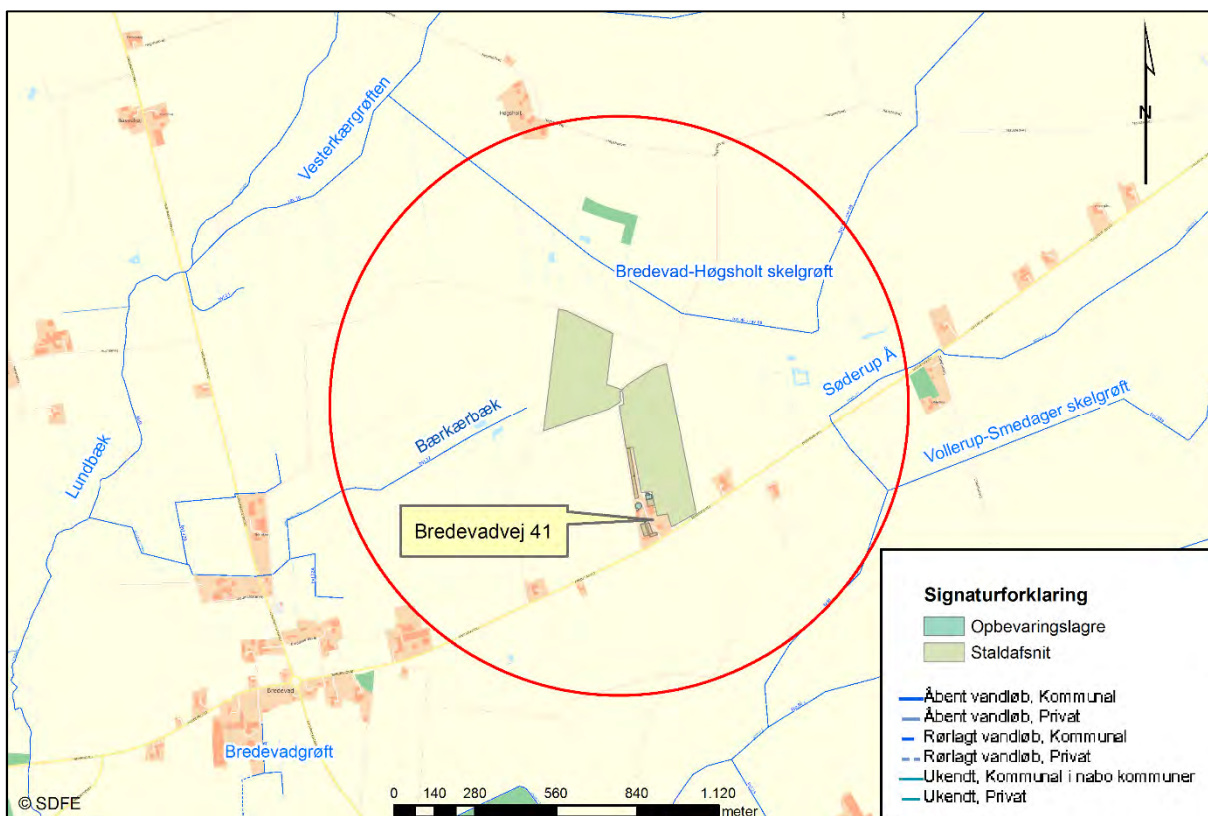 Vesterkærgrøften
Høgsholt
N
Bredevad-Høgsholt skelgrøft
Søderup Å
Vollerup-Smedager skelgrøft
Bærkærbæk
Lundbæk
Bredevadvej 41
Bredevad
Bredevadgrøft
Signaturforklaring
Opbevaringslagre
Staldafsnit
Åbent vandløb, Kommunal
Åbent vandløb, Privat
Rørlagt vandløb, Kommunal
Rørlagt vandløb, Privat
Ukendt, Kommunal i nabo kommuner
Ukendt, Privat
© SDFE
0 140 280 560 840 1.120
meter